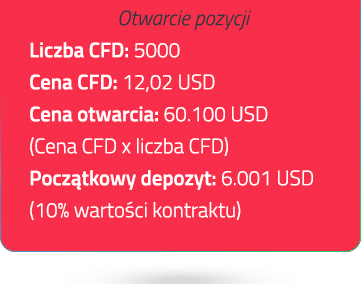 Otwarcie pozycji
Liczba CFD: 5000
Cena CFD: 12,02 USD
Cena otwarcia: 60.100 USD
(Cena CFD x liczba CFD)
Początkowy depozyt: 6.001 USD
(10% wartości kontraktu)